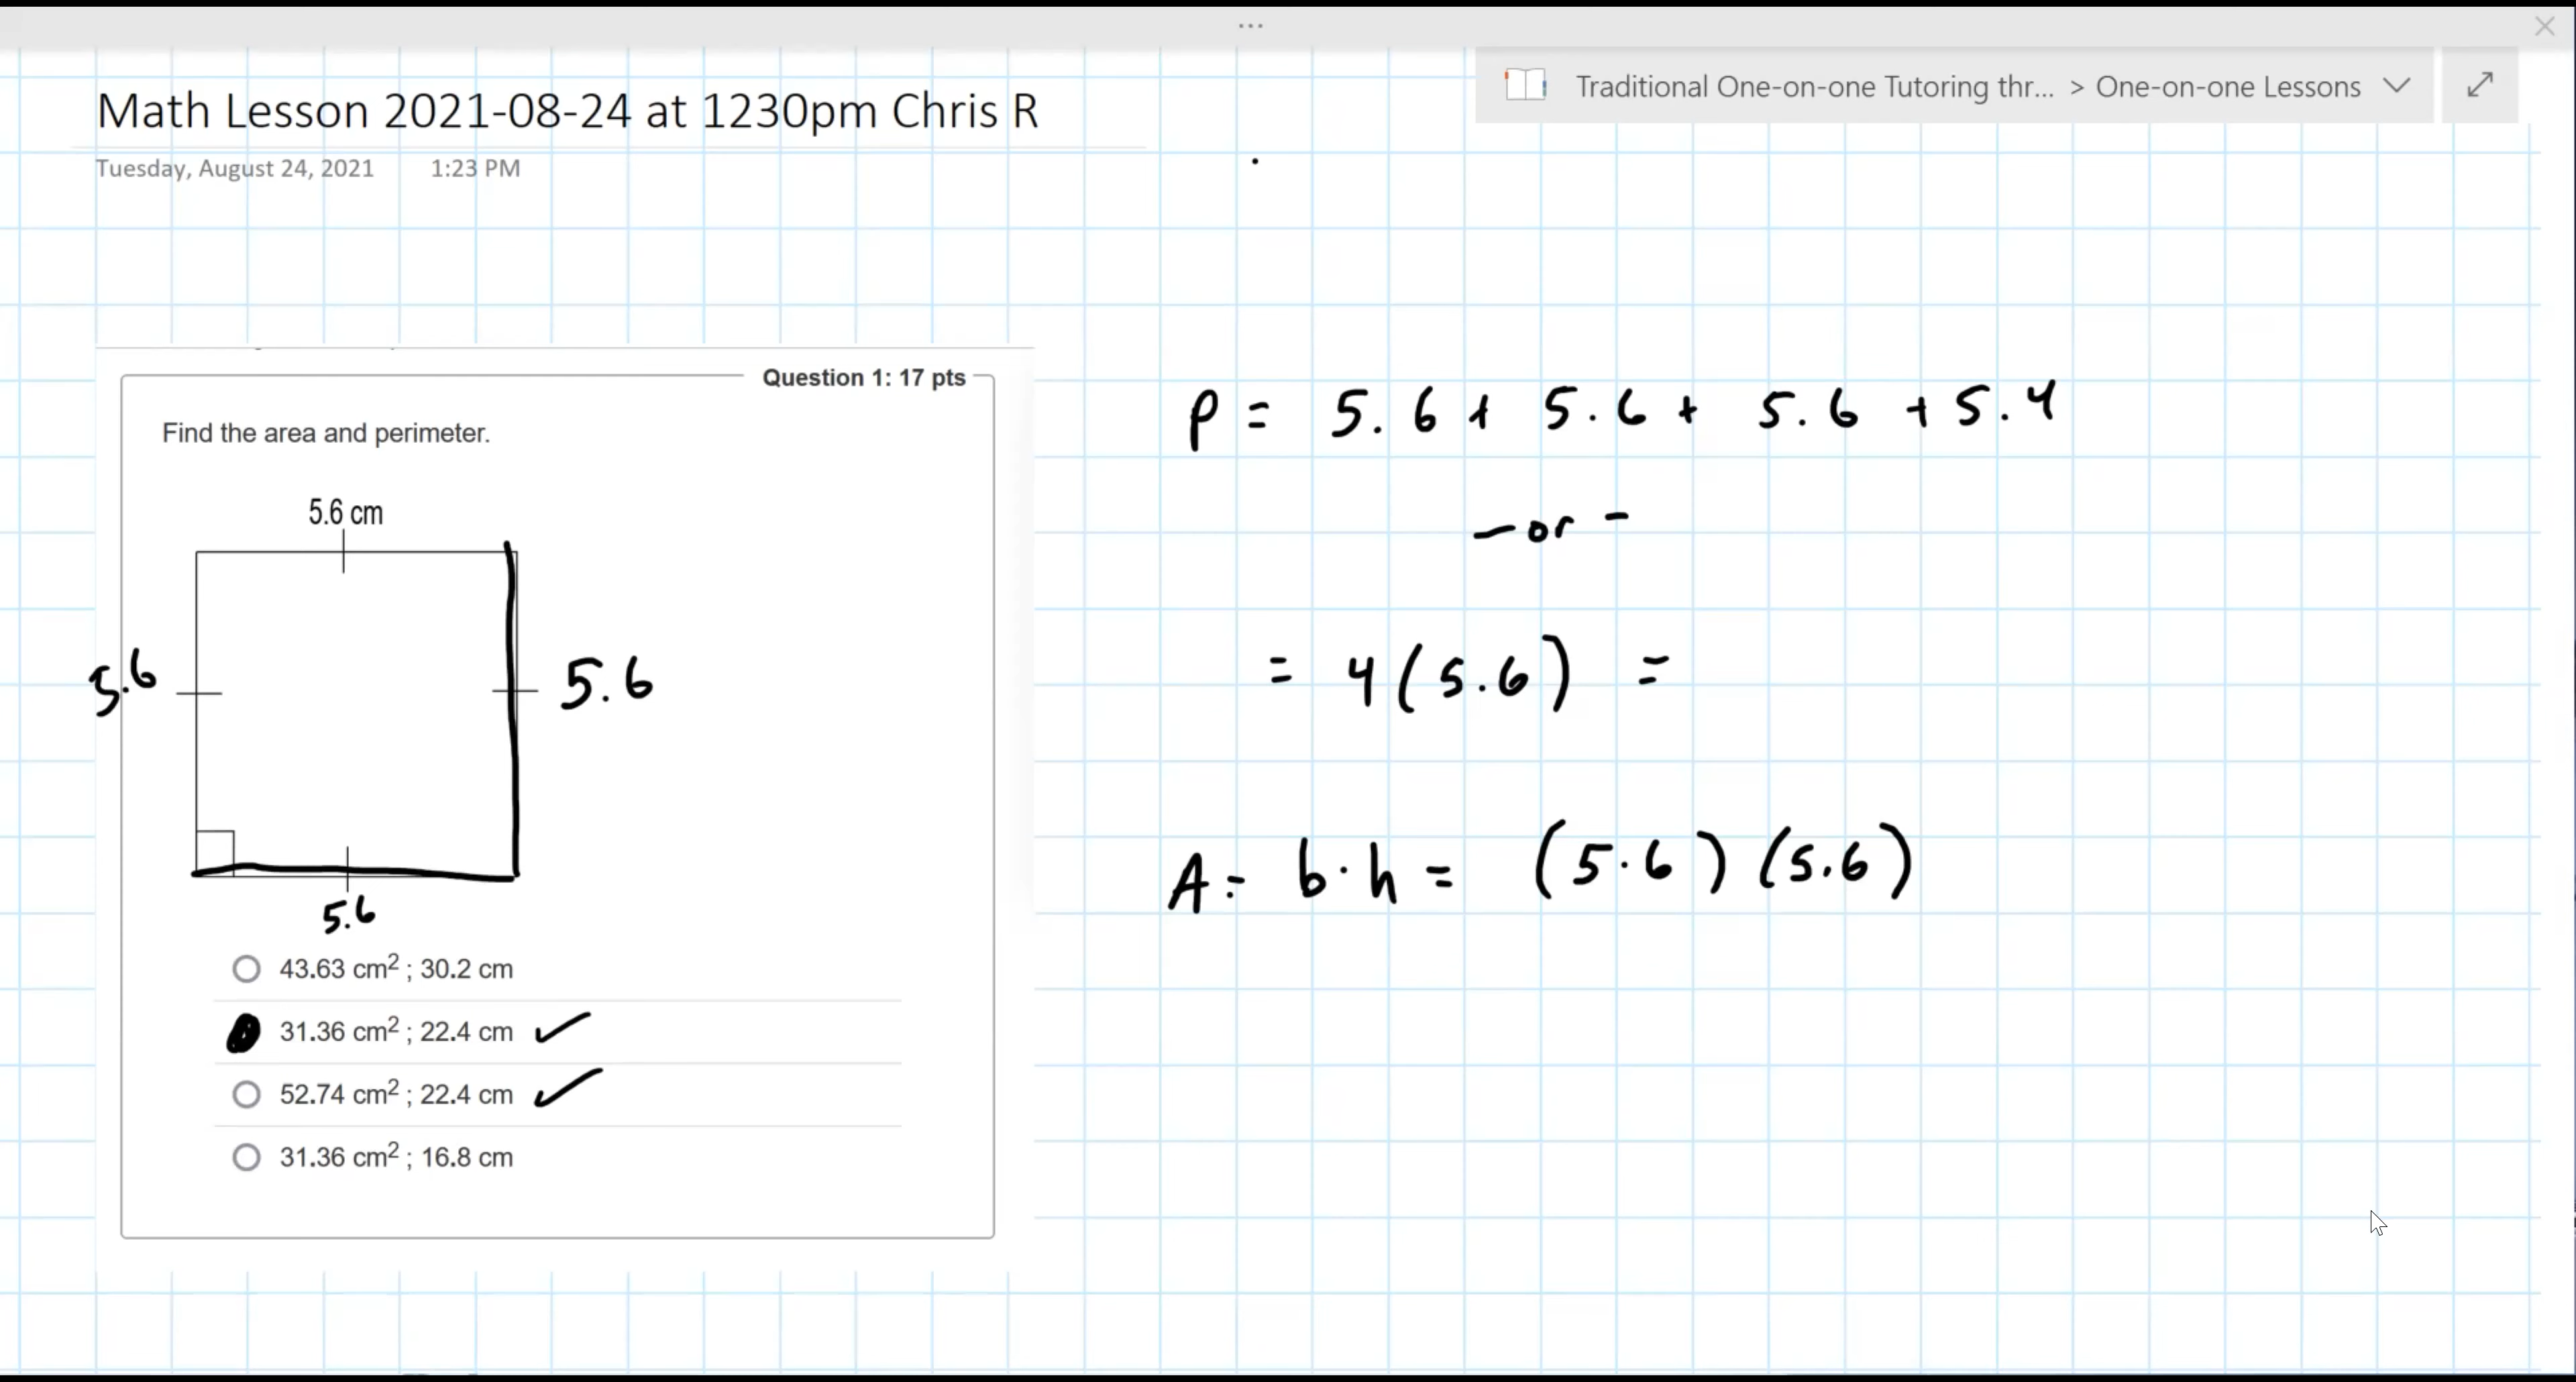 Math Lesson 2021-08-24 at 1230pm Chris R
Traditional One-on-one Tutoring thr... > One-on-one Lessons
Tuesday, August 24, 2021 1:23 PM
Question 1: 17 pts
Find the area and perimeter.
5.6 cm
5.6
5.6
5.6
43.63 cm² ; 30.2 cm
31.36 cm² ; 22.4 cm ✓
52.74 cm² ; 22.4 cm ✓
31.36 cm² ; 16.8 cm
P = 5.6 + 5.6 + 5.6 + 5.4
- or -
= 4(5.6) =
A = b·h = (5.6)(5.6)